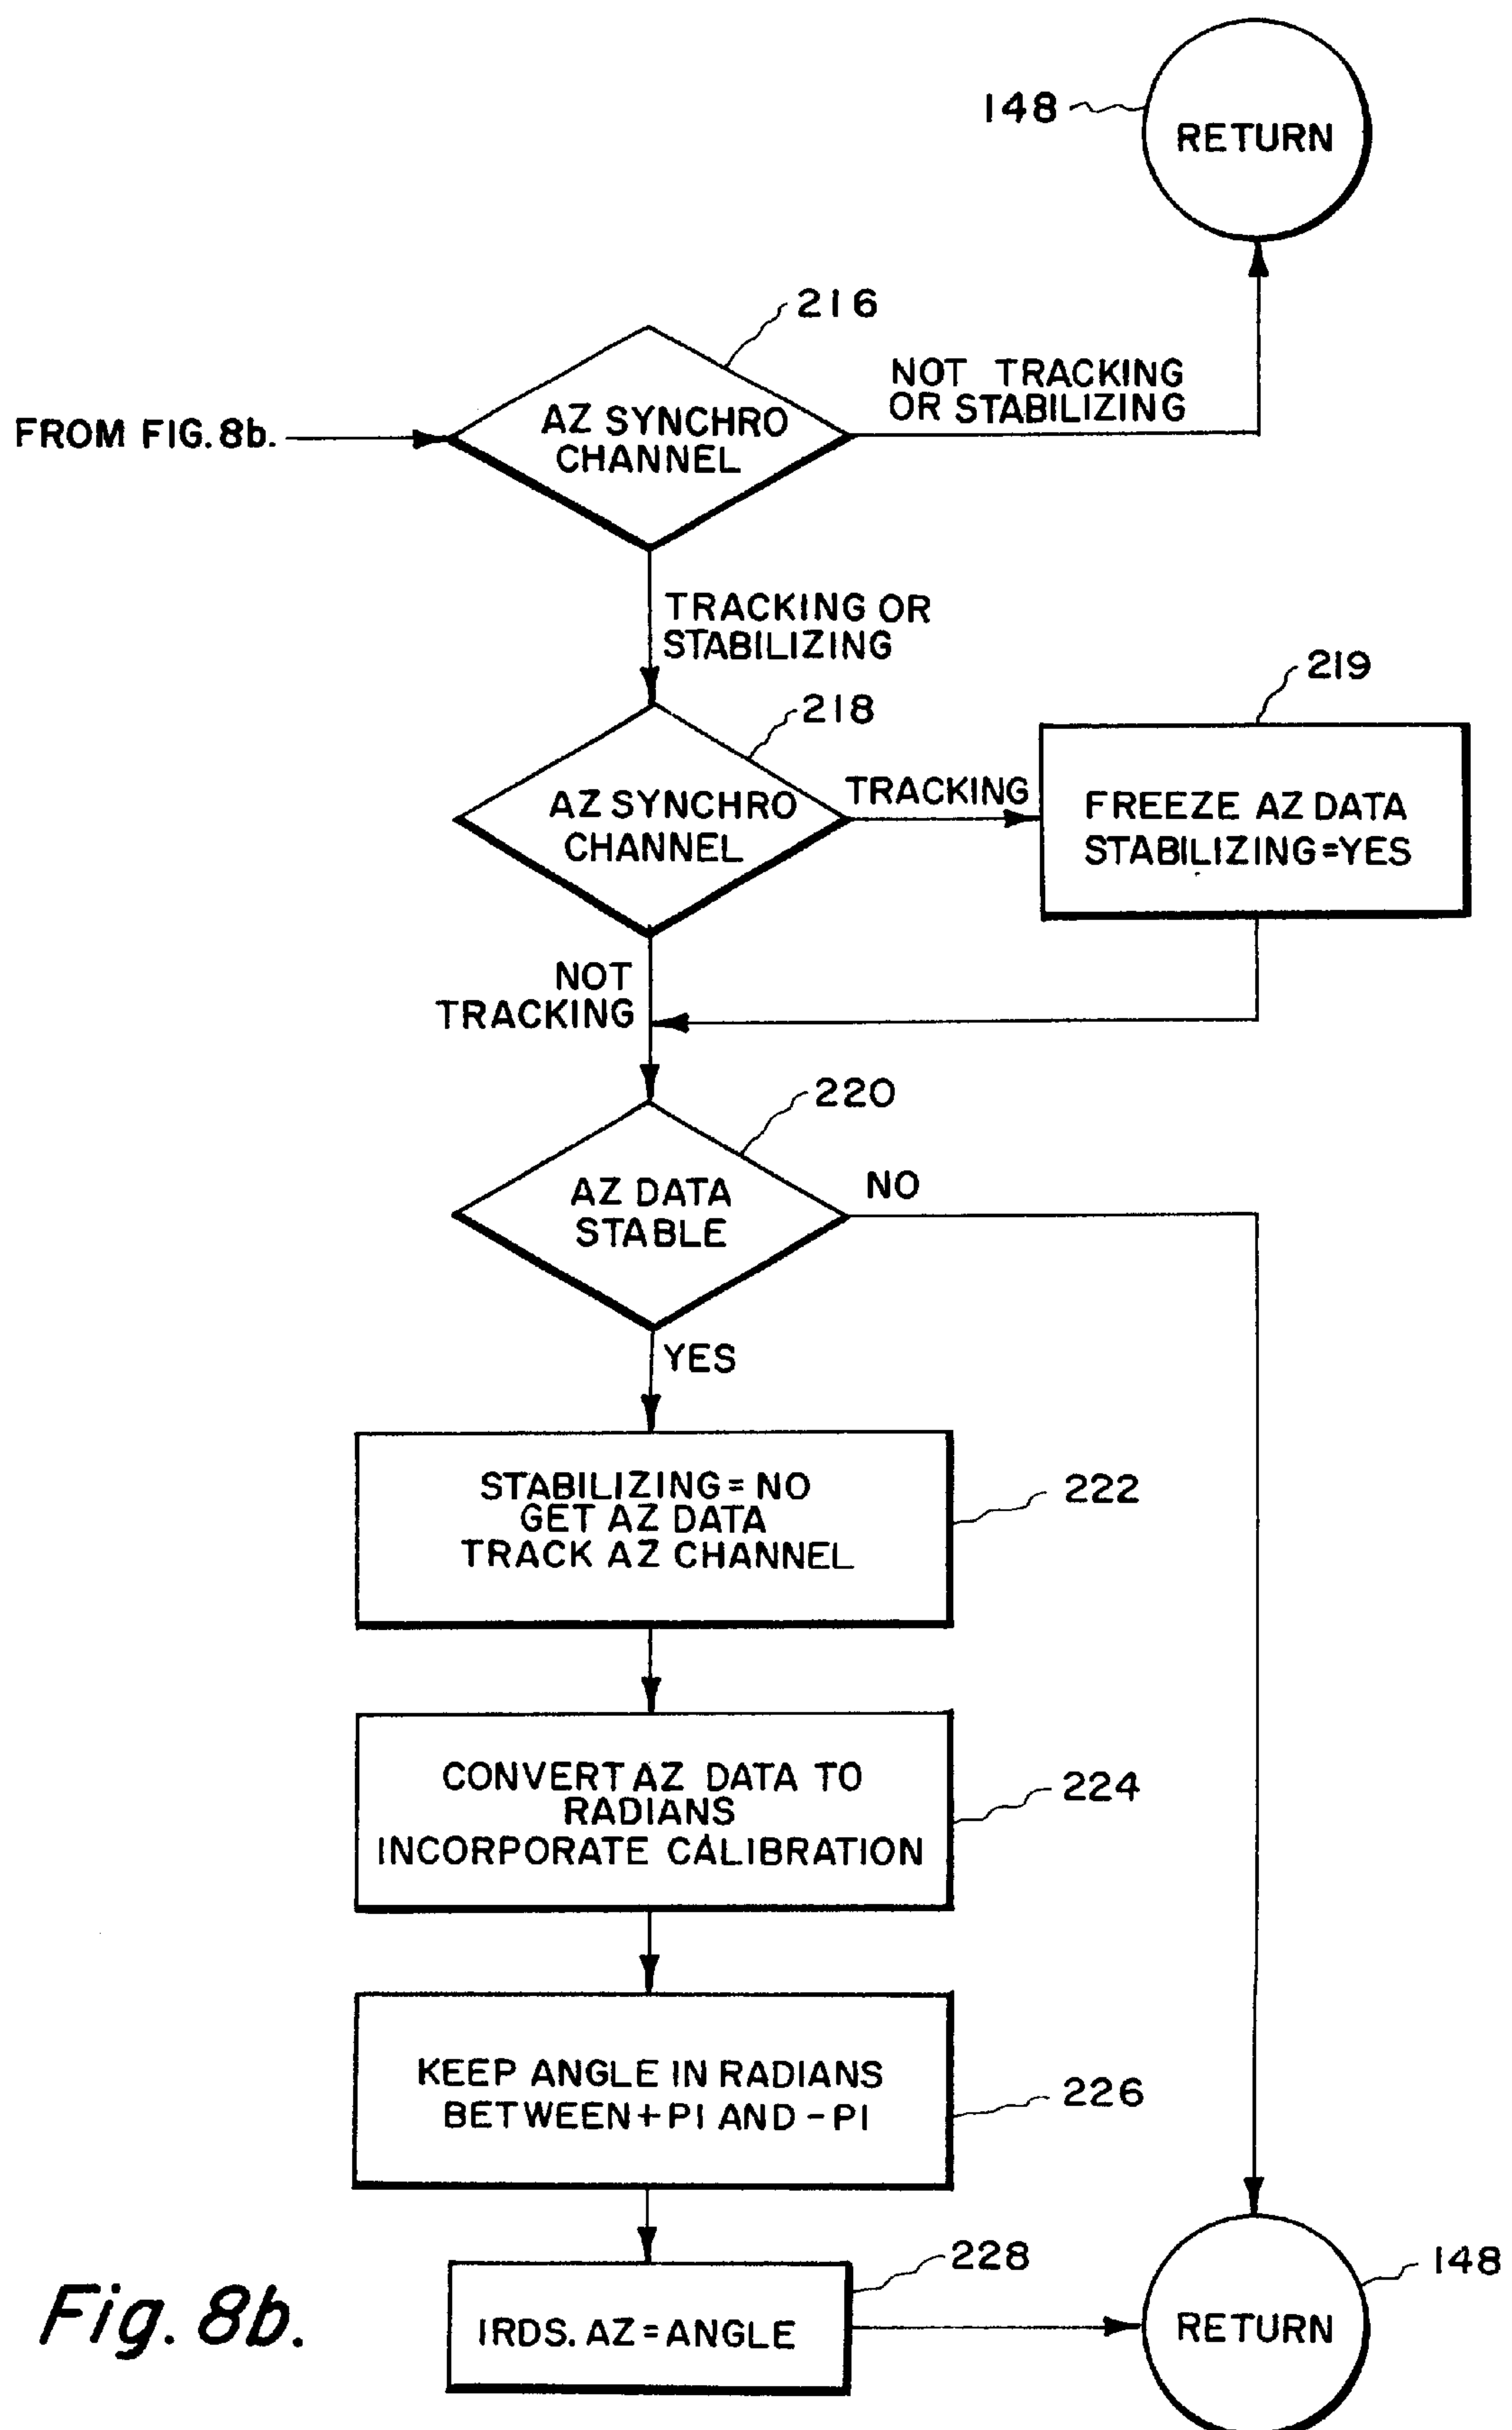 148
RETURN
216
NOT TRACKING
OR STABILIZING
FROM FIG. 8b.
AZ SYNCHRO
CHANNEL
TRACKING OR
STABILIZING
219
218
AZ SYNCHRO
CHANNEL
TRACKING
FREEZE AZ DATA
STABILIZING=YES
NOT
TRACKING
220
AZ DATA
STABLE
NO
YES
STABILIZING = NO
GET AZ DATA
TRACK AZ CHANNEL
222
CONVERT AZ DATA TO
RADIANS
INCORPORATE CALIBRATION
224
KEEP ANGLE IN RADIANS
BETWEEN +PI AND -PI
226
228
IRDS. AZ = ANGLE
148
RETURN
Fig. 8b.